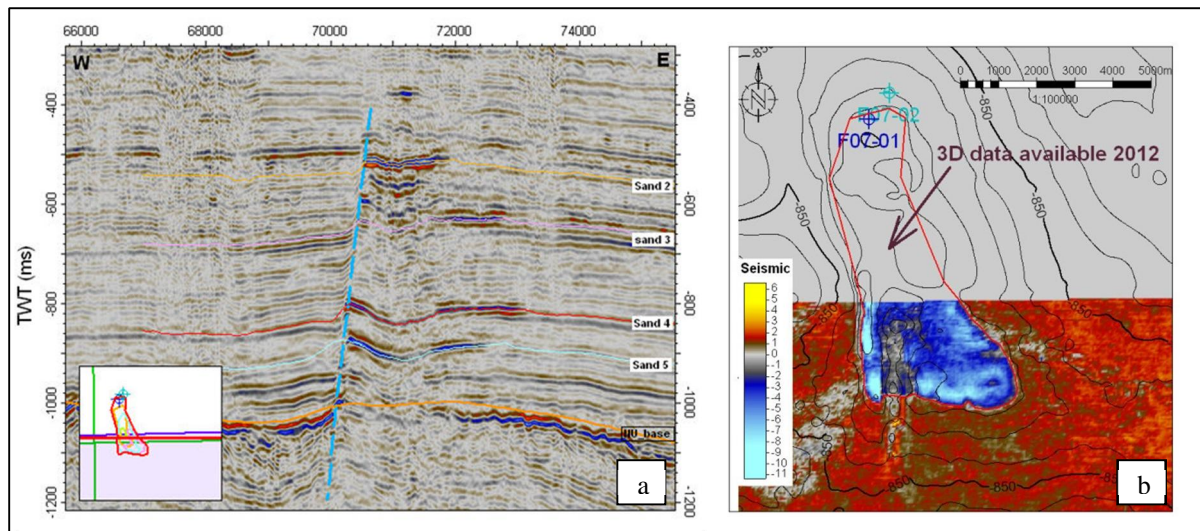 66000 68000 70000 72000 74000
W E
TWT (ms)
-400 -400
-600 -600
-800 -800
-1000 -1000
-1200 -1200
Sand 2
sand 3
Sand 4
Sand 5
UU_base
a
-850 -850
0 1000 2000 3000 4000 5000m
1:100000
N
F07-02
F07-01
3D data available 2012
-850
-850
Seismic
6
5
4
3
2
1
0
-1
-2
-3
-4
-5
-6
-7
-8
-9
-10
-11
-850
-850
b